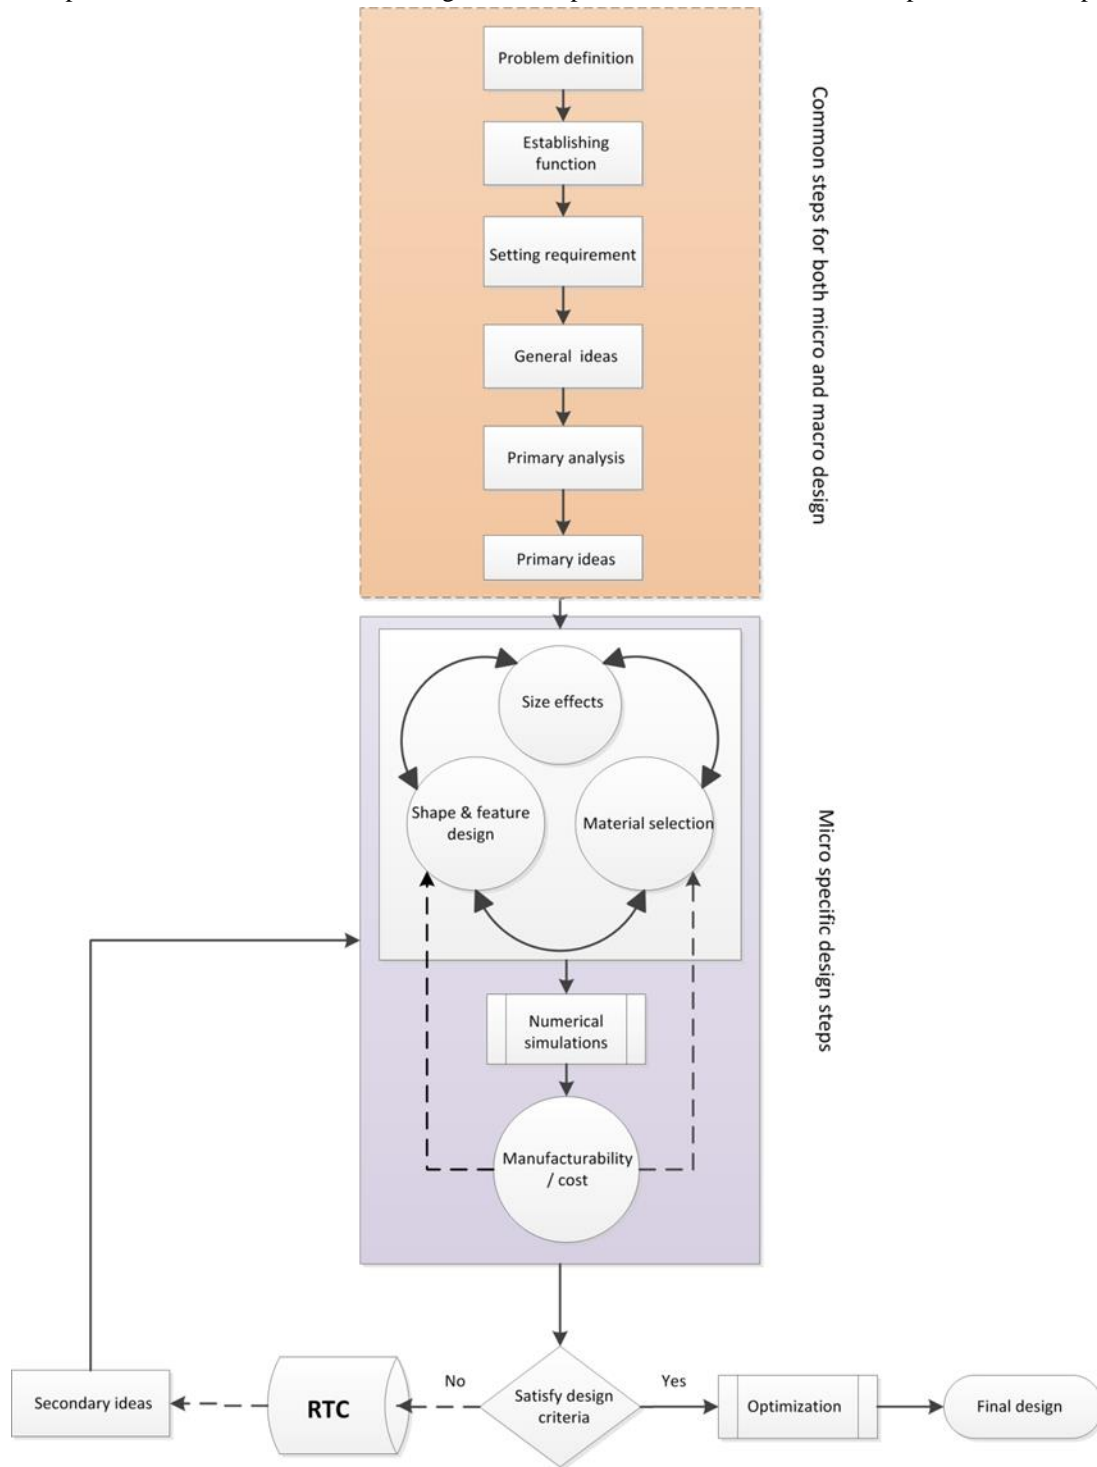 Problem definition
Establishing
function
Setting requirement
General ideas
Primary analysis
Primary ideas
Common steps for both micro and macro design
Size effects
Shape & feature
design
Material selection
Numerical
simulations
Manufacturability
/ cost
Micro specific design steps
Satisfy design
criteria
No
Yes
RTC
Secondary ideas
Optimization
Final design